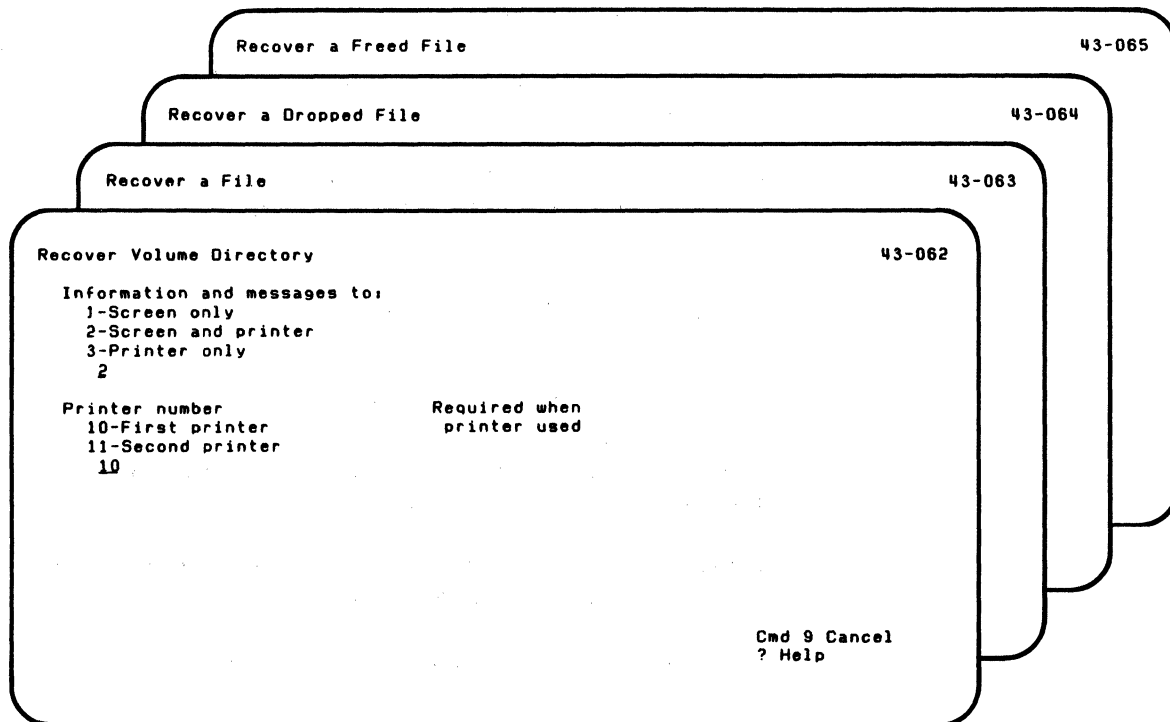 Recover a Freed File 43-065
Recover a Dropped File 43-064
Recover a File 43-063
Recover Volume Directory 43-062
Information and messages to:
1-Screen only
2-Screen and printer
3-Printer only
2
Printer number Required when
10-First printer printer used
11-Second printer
10
Cmd 9 Cancel
? Help